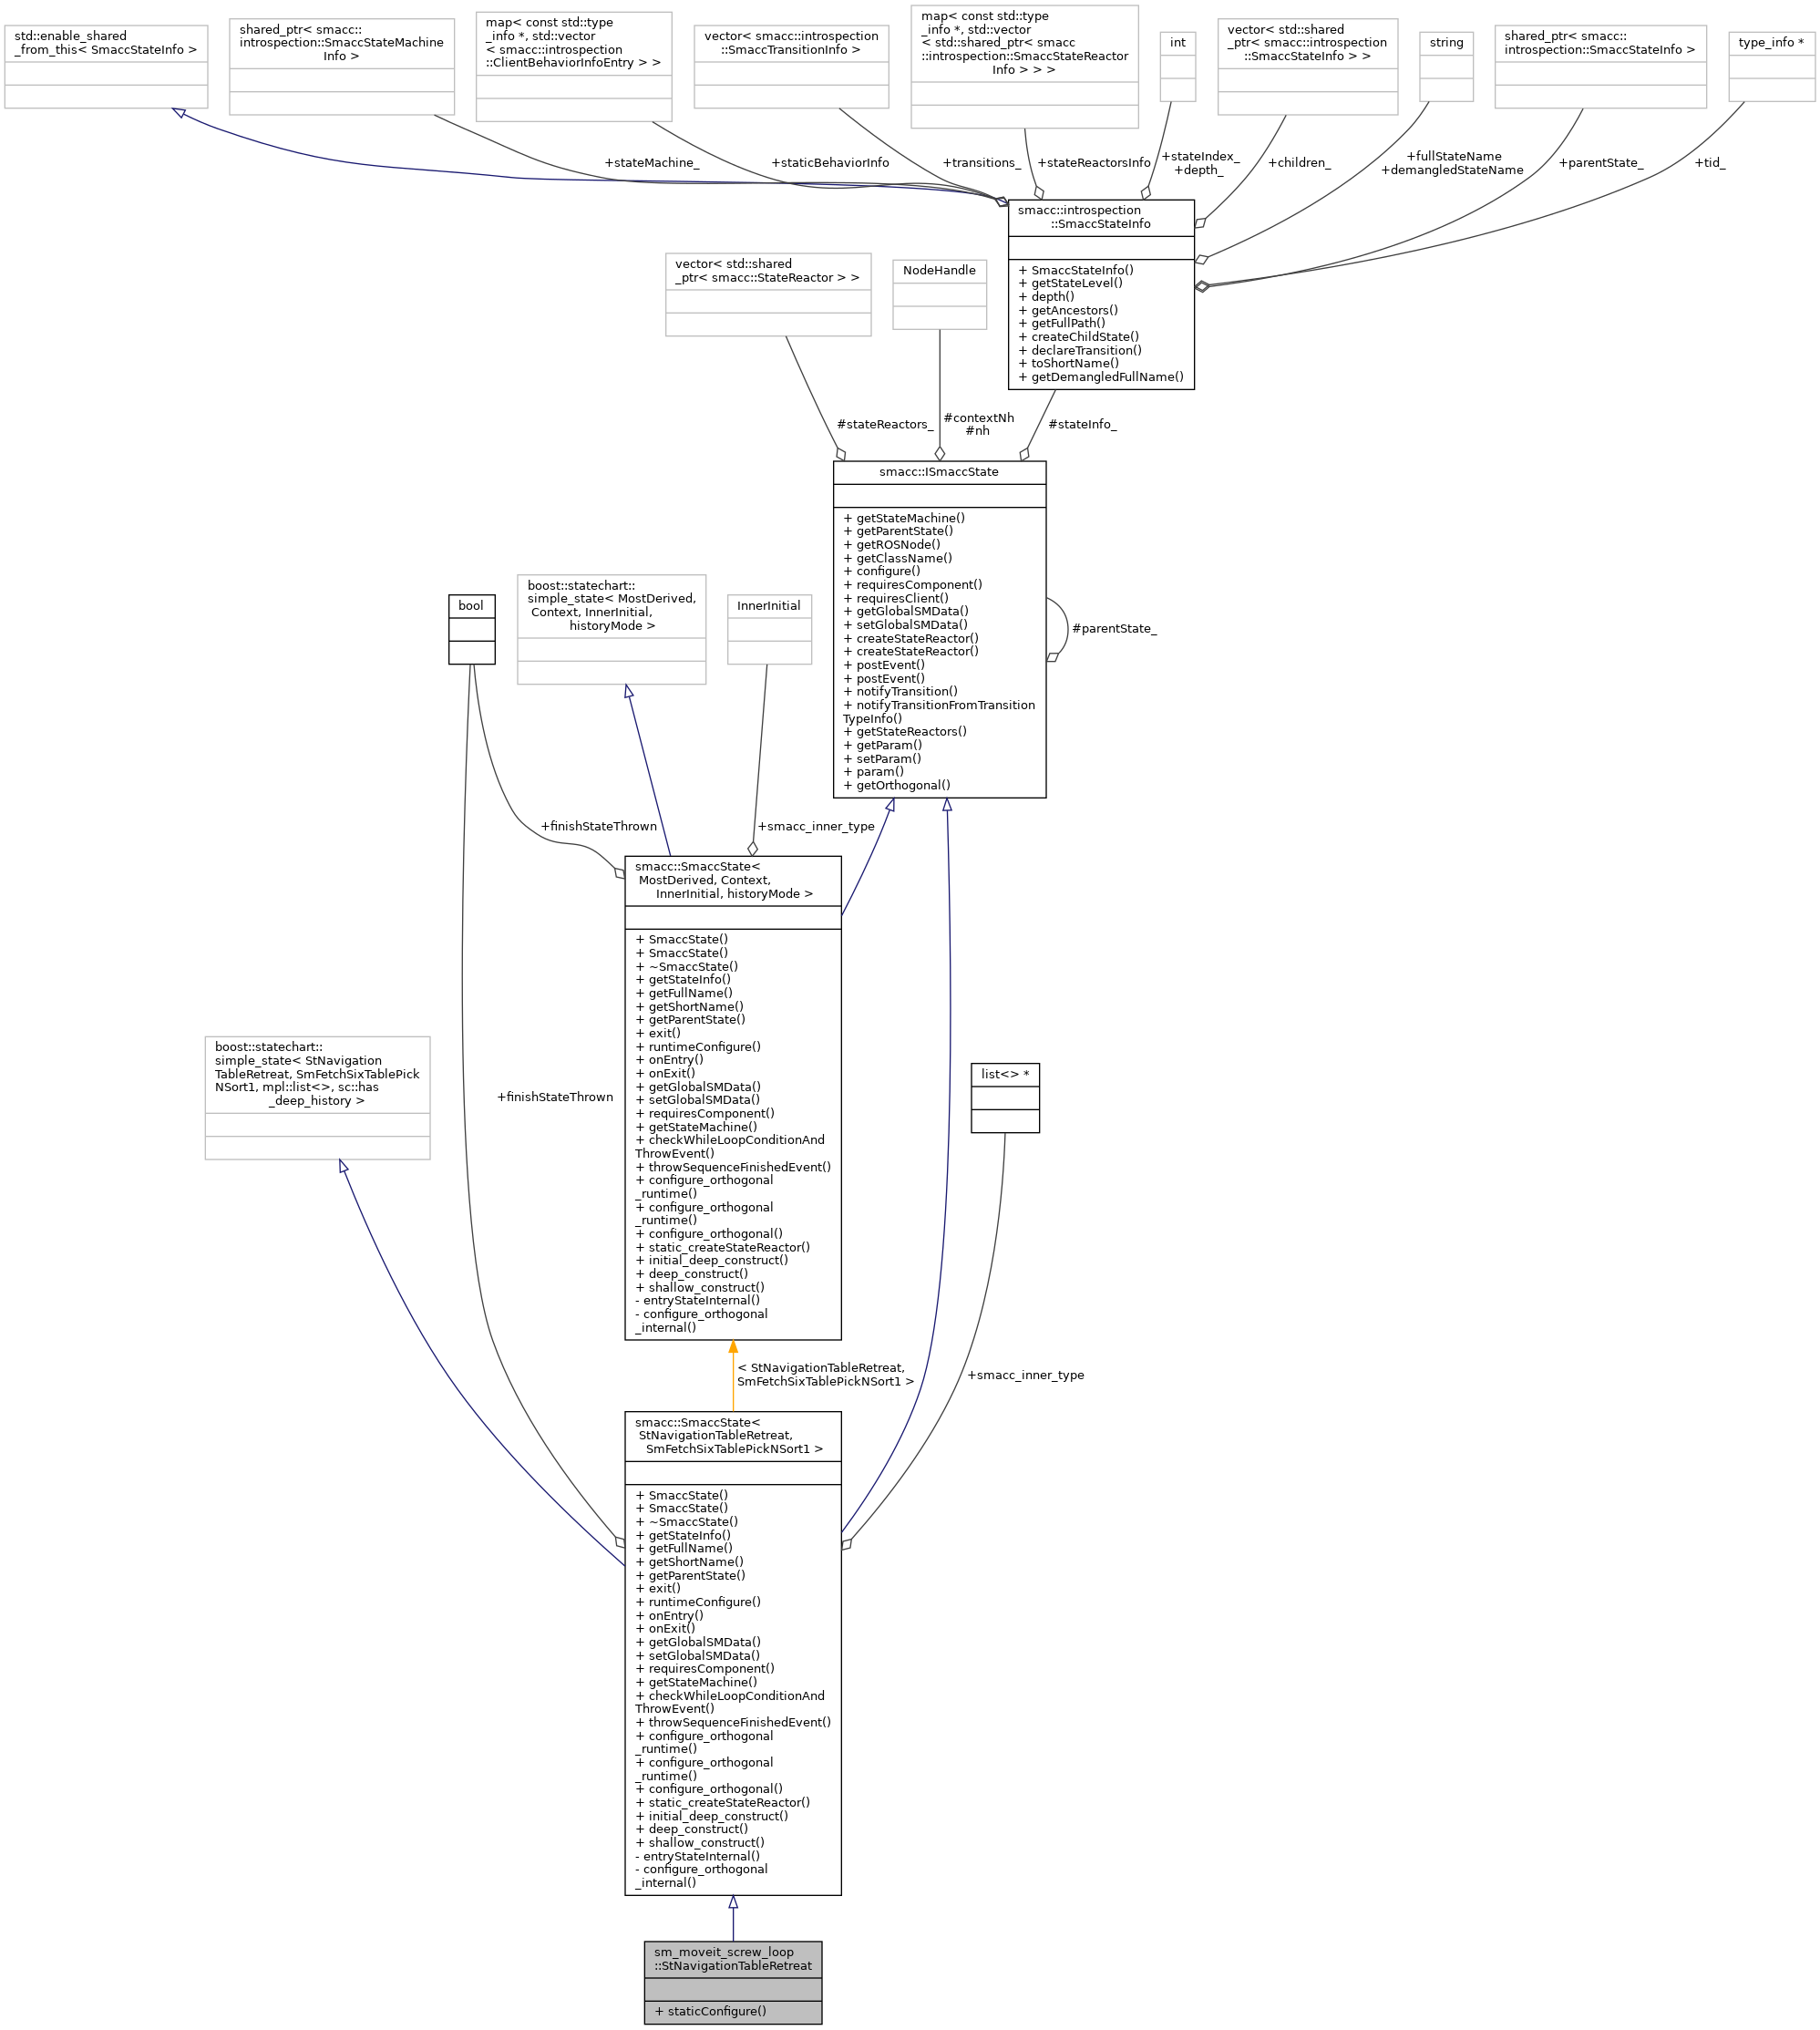 std::enable_shared
_from_this< SmaccStateInfo >
shared_ptr< smacc::
introspection::SmaccStateMachine
Info >
map< const std::type
_info *, std::vector
< smacc::introspection
::ClientBehaviorInfoEntry > >
vector< smacc::introspection
::SmaccTransitionInfo >
map< const std::type
_info *, std::vector
< std::shared_ptr< smacc
::introspection::SmaccStateReactor
Info > > >
int
vector< std::shared
_ptr< smacc::introspection
::SmaccStateInfo > >
string
shared_ptr< smacc::
introspection::SmaccStateInfo >
type_info *
+stateMachine_
+staticBehaviorInfo
+transitions_
+stateReactorsInfo
+stateIndex_
+depth_
+children_
+fullStateName
+demangledStateName
+parentState_
+tid_
smacc::introspection
::SmaccStateInfo
+ SmaccStateInfo()
+ getStateLevel()
+ depth()
+ getAncestors()
+ getFullPath()
+ createChildState()
+ declareTransition()
+ toShortName()
+ getDemangledFullName()
vector< std::shared
_ptr< smacc::StateReactor > >
NodeHandle
#stateReactors_
#contextNh
#nh
#stateInfo_
smacc::ISmaccState
+ getStateMachine()
+ getParentState()
+ getROSNode()
+ getClassName()
+ configure()
+ requiresComponent()
+ requiresClient()
+ getGlobalSMData()
+ setGlobalSMData()
+ createStateReactor()
+ createStateReactor()
+ postEvent()
+ postEvent()
+ notifyTransition()
+ notifyTransitionFromTransition
TypeInfo()
+ getStateReactors()
+ getParam()
+ setParam()
+ param()
+ getOrthogonal()
#parentState_
bool
boost::statechart::
simple_state< MostDerived,
Context, InnerInitial,
historyMode >
InnerInitial
+finishStateThrown
+smacc_inner_type
smacc::SmaccState<
MostDerived, Context,
InnerInitial, historyMode >
+ SmaccState()
+ SmaccState()
+ ~SmaccState()
+ getStateInfo()
+ getFullName()
+ getShortName()
+ getParentState()
+ exit()
+ runtimeConfigure()
+ onEntry()
+ onExit()
+ getGlobalSMData()
+ setGlobalSMData()
+ requiresComponent()
+ getStateMachine()
+ checkWhileLoopConditionAnd
ThrowEvent()
+ throwSequenceFinishedEvent()
+ configure_orthogonal
_runtime()
+ configure_orthogonal
_runtime()
+ configure_orthogonal()
+ static_createStateReactor()
+ initial_deep_construct()
+ deep_construct()
+ shallow_construct()
- entryStateInternal()
- configure_orthogonal
_internal()
boost::statechart::
simple_state< StNavigation
TableRetreat, SmFetchSixTablePick
NSort1, mpl::list<>, sc::has
_deep_history >
+finishStateThrown
list<> *
< StNavigationTableRetreat,
SmFetchSixTablePickNSort1 >
+smacc_inner_type
smacc::SmaccState<
StNavigationTableRetreat,
SmFetchSixTablePickNSort1 >
+ SmaccState()
+ SmaccState()
+ ~SmaccState()
+ getStateInfo()
+ getFullName()
+ getShortName()
+ getParentState()
+ exit()
+ runtimeConfigure()
+ onEntry()
+ onExit()
+ getGlobalSMData()
+ setGlobalSMData()
+ requiresComponent()
+ getStateMachine()
+ checkWhileLoopConditionAnd
ThrowEvent()
+ throwSequenceFinishedEvent()
+ configure_orthogonal
_runtime()
+ configure_orthogonal
_runtime()
+ configure_orthogonal()
+ static_createStateReactor()
+ initial_deep_construct()
+ deep_construct()
+ shallow_construct()
- entryStateInternal()
- configure_orthogonal
_internal()
sm_moveit_screw_loop
::StNavigationTableRetreat
+ staticConfigure()